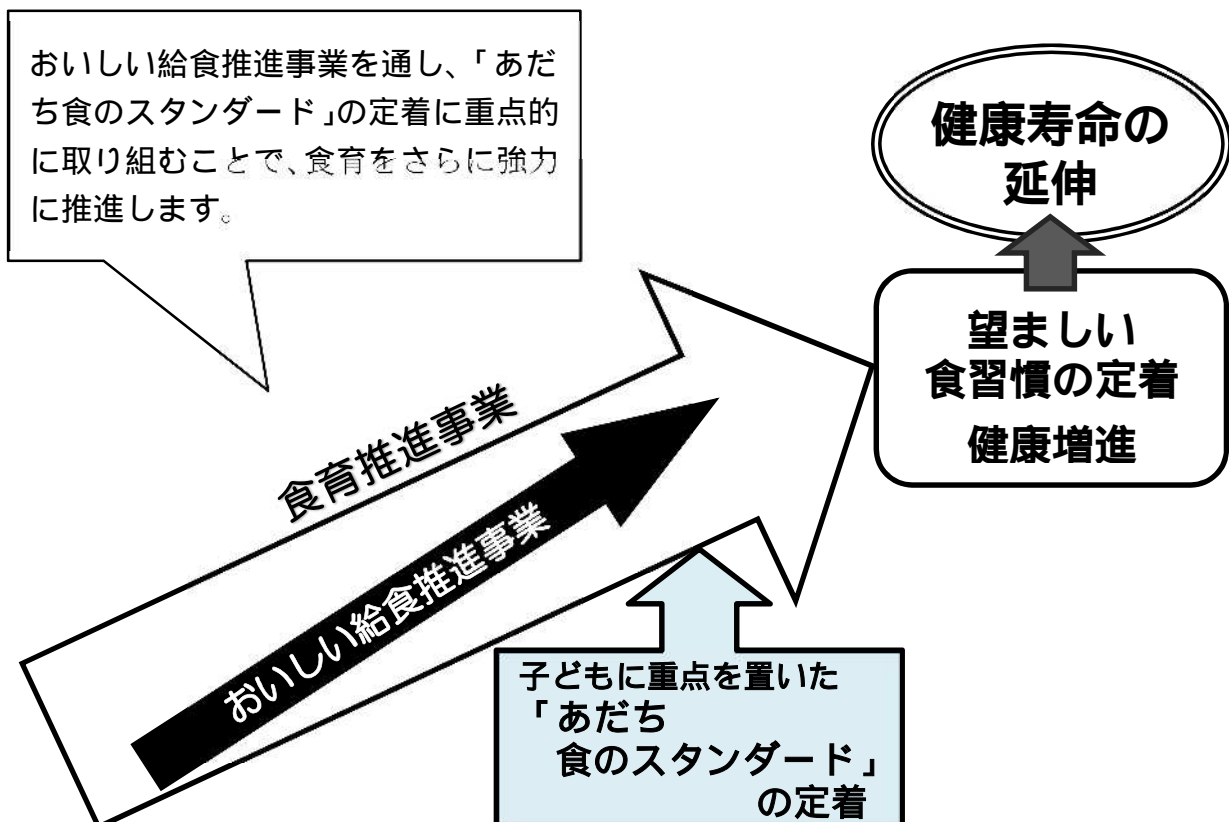 おいしい給食推進事業を通し、「あだ
ち食のスタンダード」の定着に重点的
に取り組むことで、食育をさらに強力
に推進します。
健康寿命の
延伸
望ましい
食習慣の定着
健康増進
食育推進事業
おいしい給食推進事業
子どもに重点を置いた
「あだち
食のスタンダード」
の定着